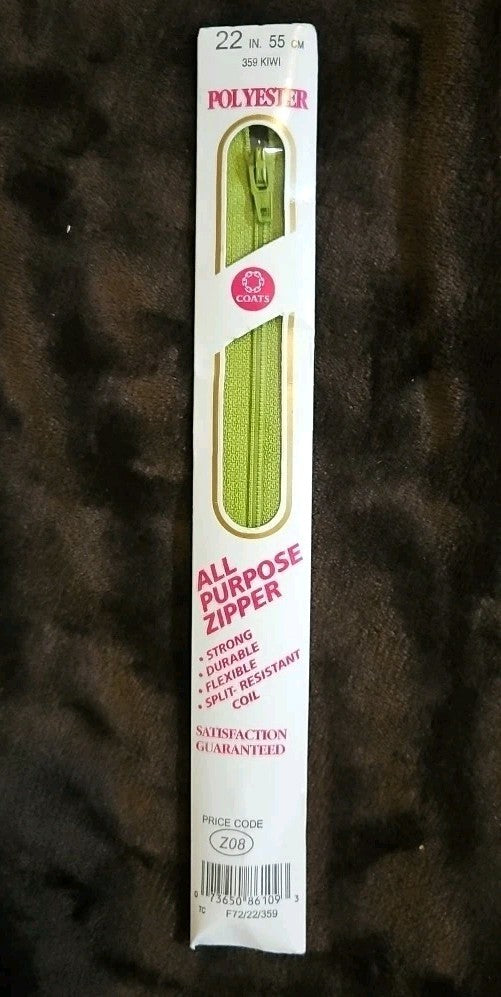 22 IN. 55 CM
359 KIWI
POLYESTER
COATS
ALL
PURPOSE
ZIPPER
• STRONG
• DURABLE
• FLEXIBLE
• SPLIT- RESISTANT
COIL
SATISFACTION
GUARANTEED
PRICE CODE
Z08
0 73650 86109 3
TC F72/22/359